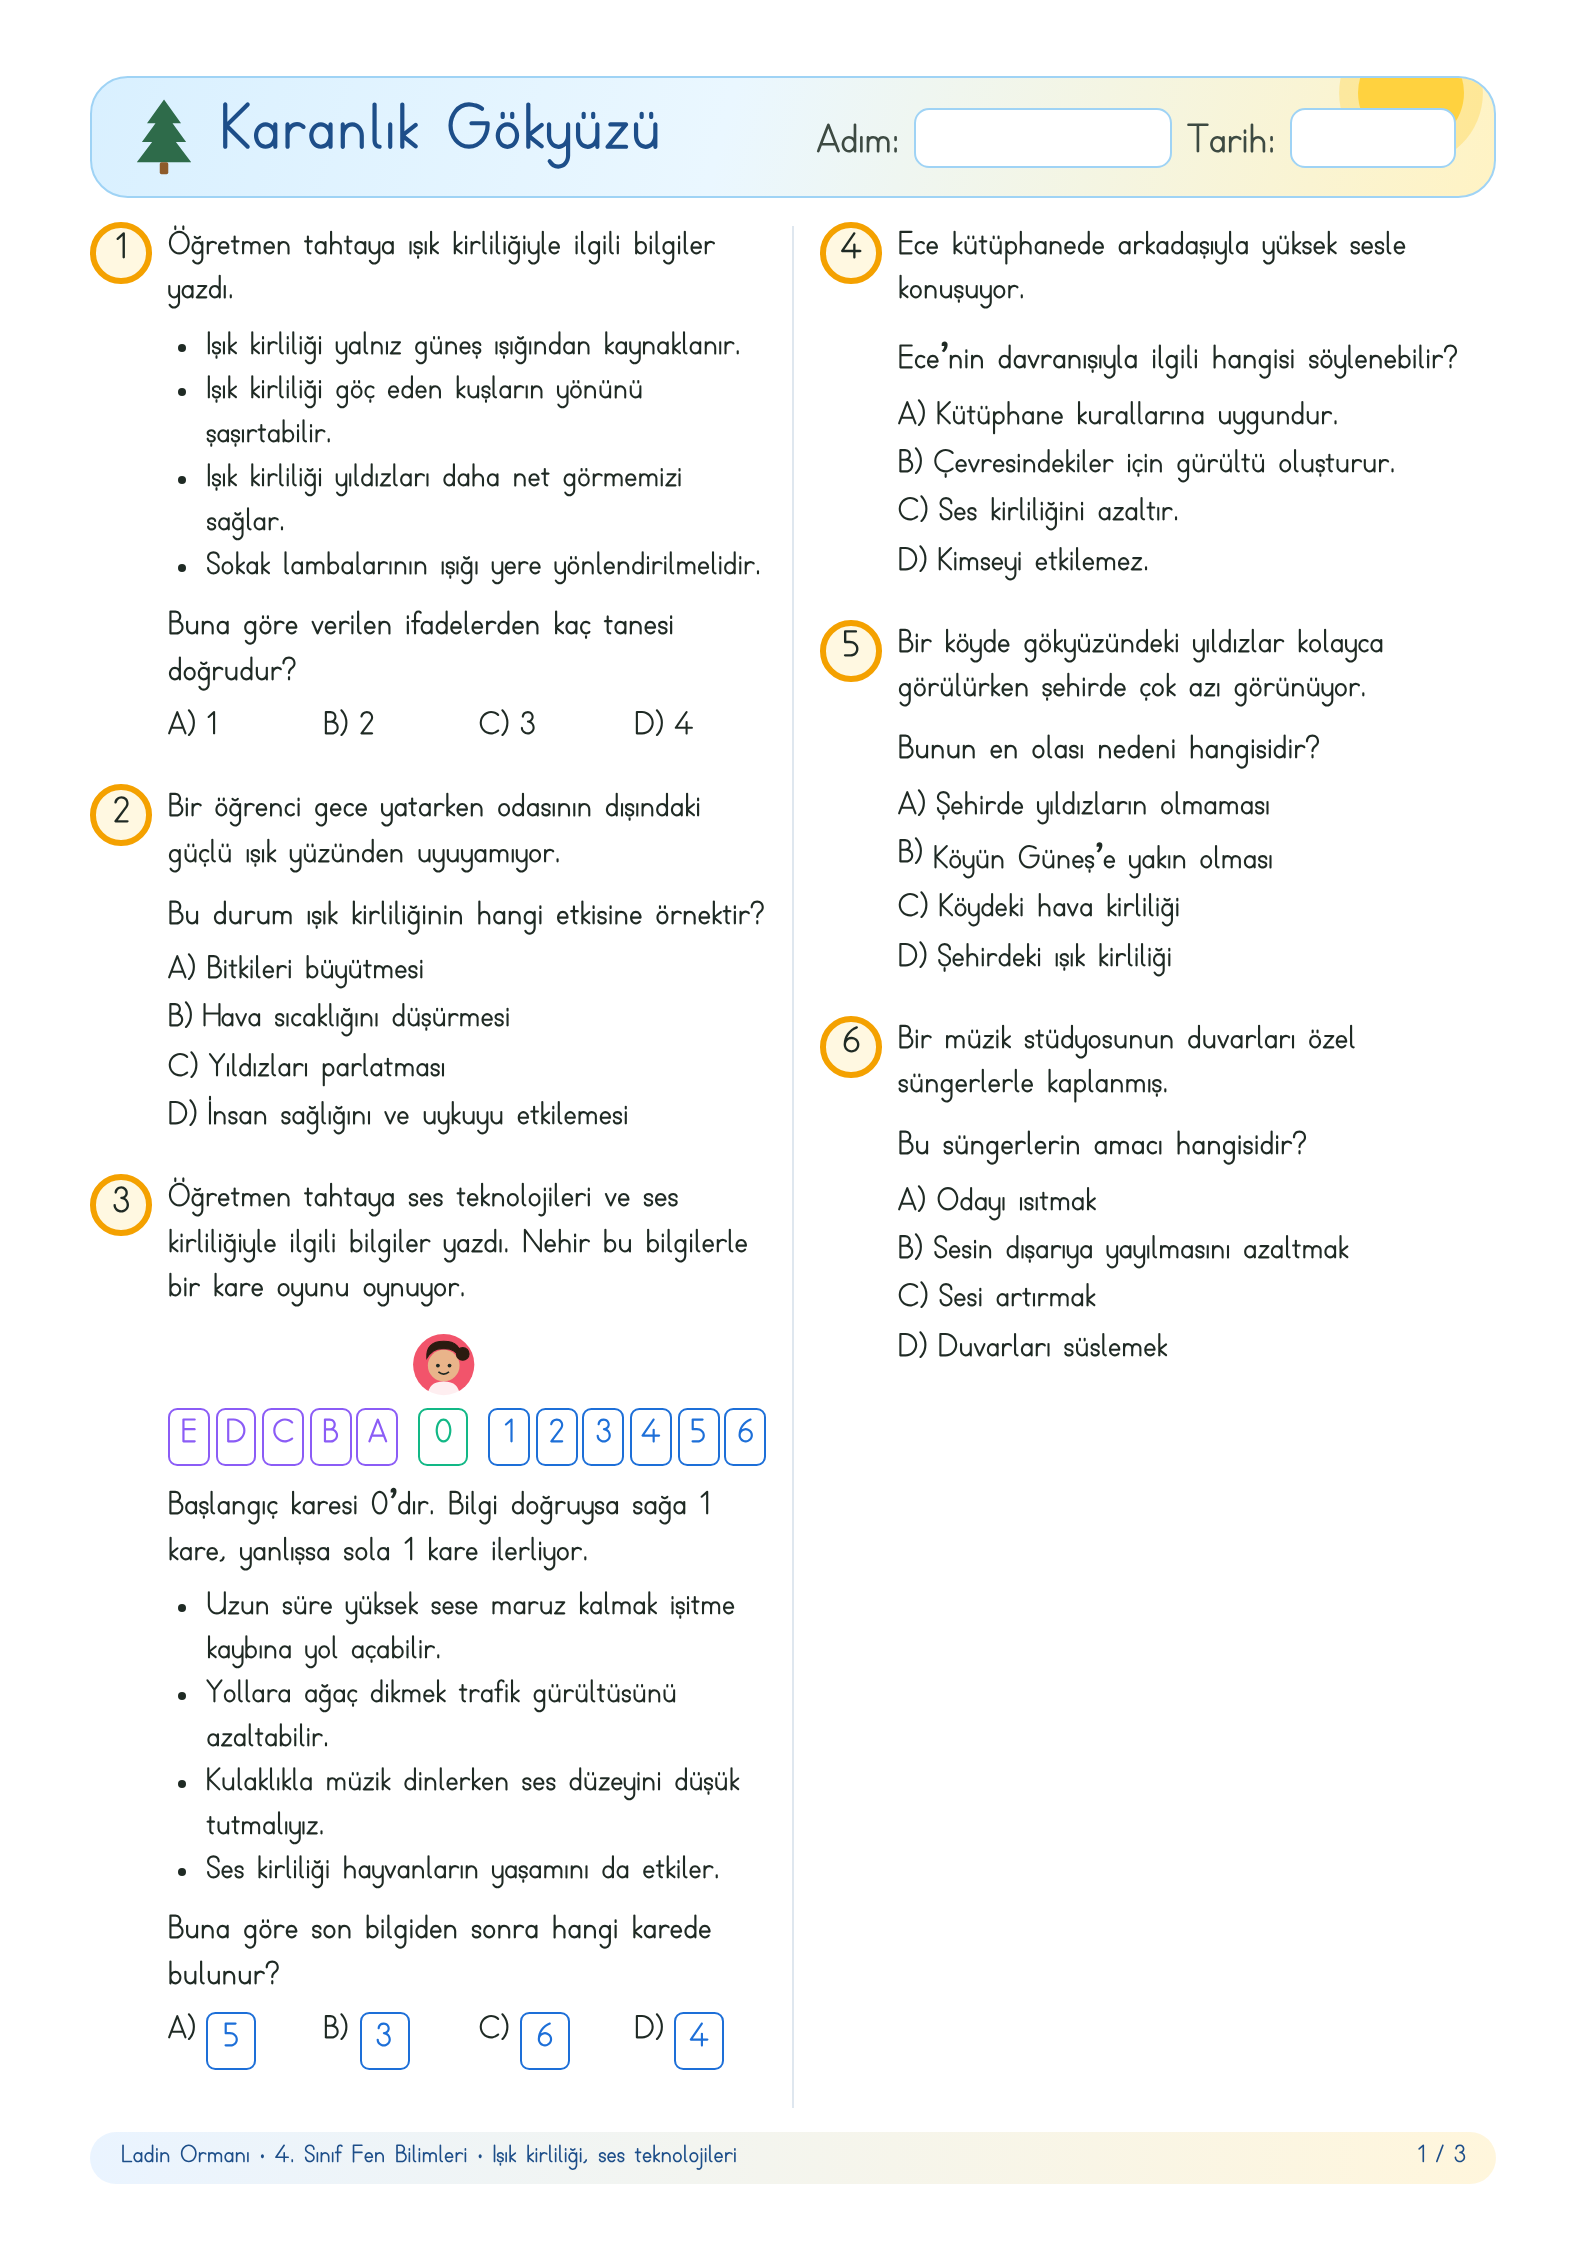 Karanlık Gökyüzü
Adım:
Tarih:
1
Öğretmen tahtaya ışık kirliliğiyle ilgili bilgiler
yazdı.
• Işık kirliliği yalnız güneş ışığından kaynaklanır.
• Işık kirliliği göç eden kuşların yönünü
şaşırtabilir.
• Işık kirliliği yıldızları daha net görmemizi
sağlar.
• Sokak lambalarının ışığı yere yönlendirilmelidir.
Buna göre verilen ifadelerden kaç tanesi
doğrudur?
A) 1 B) 2 C) 3 D) 4
2
Bir öğrenci gece yatarken odasının dışındaki
güçlü ışık yüzünden uyuyamıyor.
Bu durum ışık kirliliğinin hangi etkisine örnektir?
A) Bitkileri büyütmesi
B) Hava sıcaklığını düşürmesi
C) Yıldızları parlatması
D) İnsan sağlığını ve uykuyu etkilemesi
3
Öğretmen tahtaya ses teknolojileri ve ses
kirliliğiyle ilgili bilgiler yazdı. Nehir bu bilgilerle
bir kare oyunu oynuyor.
E D C B A 0 1 2 3 4 5 6
Başlangıç karesi 0’dır. Bilgi doğruysa sağa 1
kare, yanlışsa sola 1 kare ilerliyor.
• Uzun süre yüksek sese maruz kalmak işitme
kaybına yol açabilir.
• Yollara ağaç dikmek trafik gürültüsünü
azaltabilir.
• Kulaklıkla müzik dinlerken ses düzeyini düşük
tutmalıyız.
• Ses kirliliği hayvanların yaşamını da etkiler.
Buna göre son bilgiden sonra hangi karede
bulunur?
A) 5 B) 3 C) 6 D) 4
4
Ece kütüphanede arkadaşıyla yüksek sesle
konuşuyor.
Ece’nin davranışıyla ilgili hangisi söylenebilir?
A) Kütüphane kurallarına uygundur.
B) Çevresindekiler için gürültü oluşturur.
C) Ses kirliliğini azaltır.
D) Kimseyi etkilemez.
5
Bir köyde gökyüzündeki yıldızlar kolayca
görülürken şehirde çok azı görünüyor.
Bunun en olası nedeni hangisidir?
A) Şehirde yıldızların olmaması
B) Köyün Güneş’e yakın olması
C) Köydeki hava kirliliği
D) Şehirdeki ışık kirliliği
6
Bir müzik stüdyosunun duvarları özel
süngerlerle kaplanmış.
Bu süngerlerin amacı hangisidir?
A) Odayı ısıtmak
B) Sesin dışarıya yayılmasını azaltmak
C) Sesi artırmak
D) Duvarları süslemek
Ladin Ormanı • 4. Sınıf Fen Bilimleri • Işık kirliliği, ses teknolojileri
1 / 3